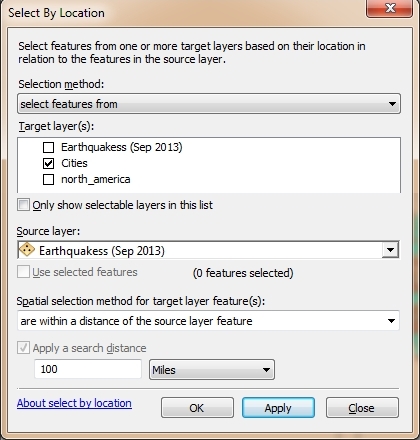 Select By Location
Select features from one or more target layers based on their location in
relation to the features in the source layer.
Selection method:
select features from
Target layer(s):
Earthquakess (Sep 2013)
Cities
north_america
Only show selectable layers in this list
Source layer:
Earthquakess (Sep 2013)
Use selected features (0 features selected)
Spatial selection method for target layer feature(s):
are within a distance of the source layer feature
Apply a search distance
100 Miles
About select by location OK Apply Close